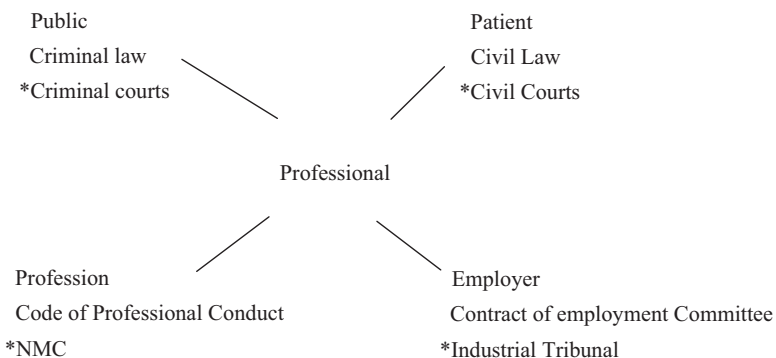 Public
Criminal law
*Criminal courts
Patient
Civil Law
*Civil Courts
Professional
Profession
Code of Professional Conduct
*NMC
Employer
Contract of employment Committee
*Industrial Tribunal